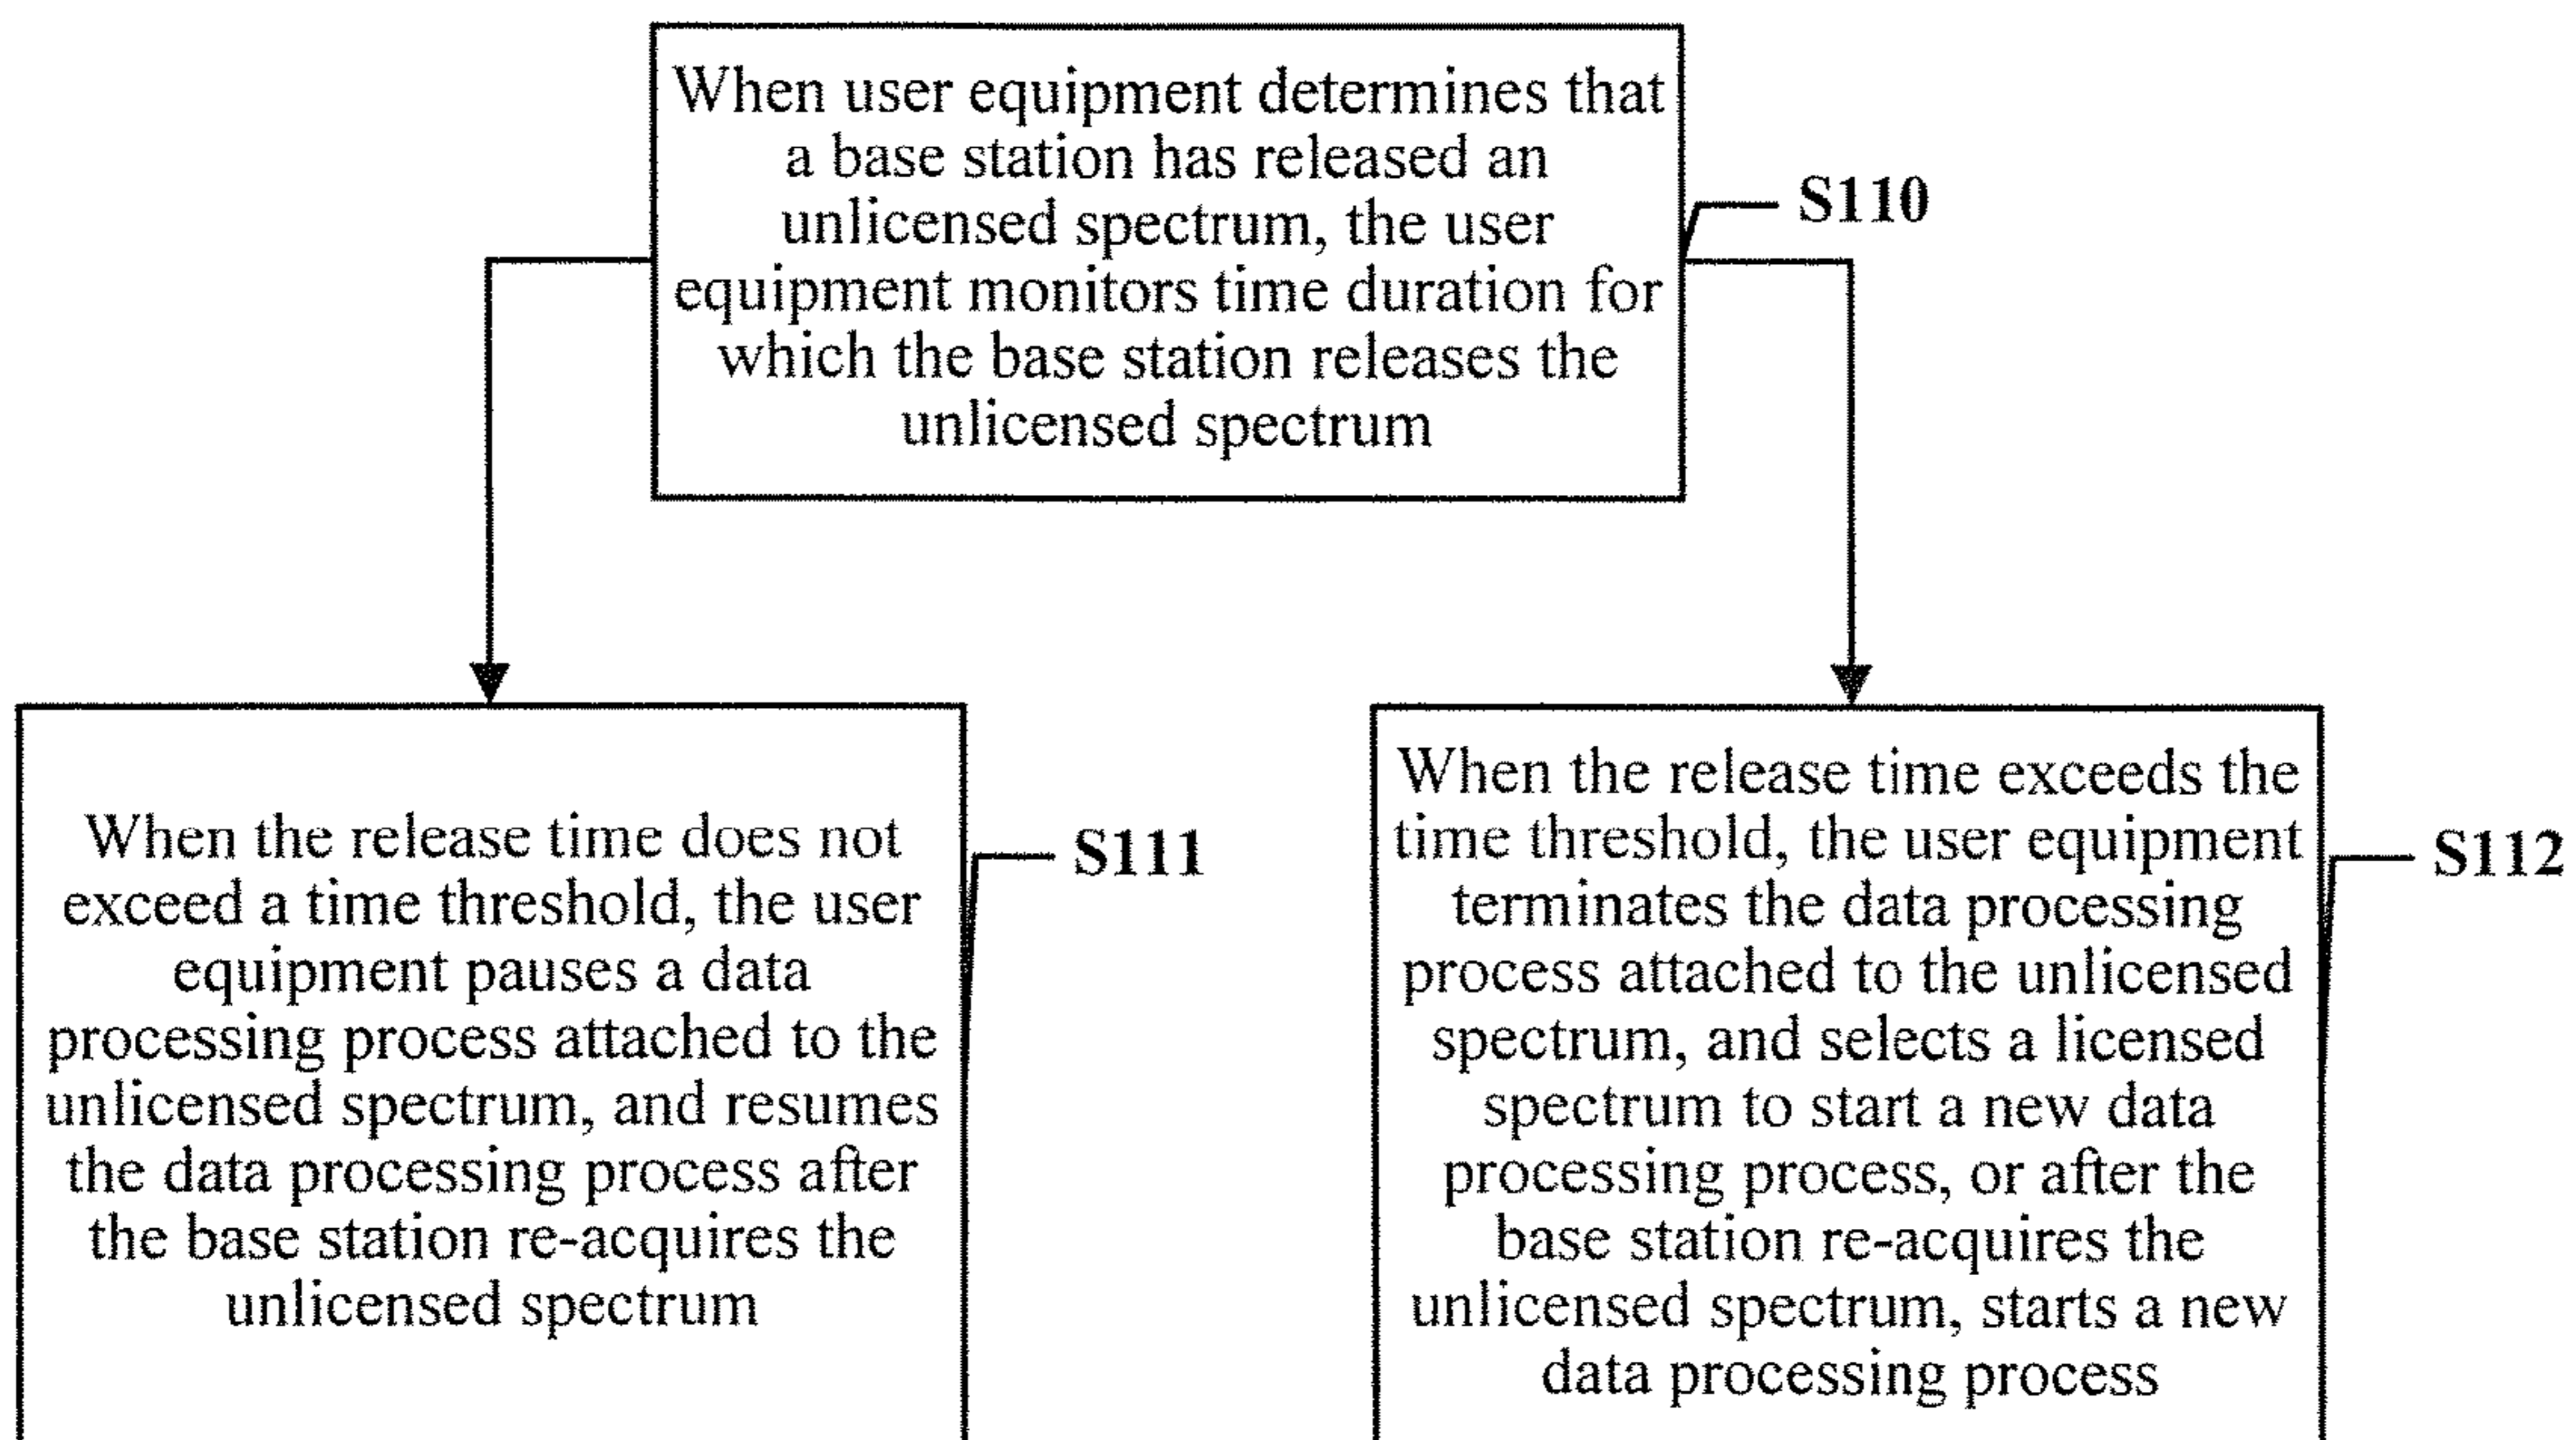 When user equipment determines that
a base station has released an
unlicensed spectrum, the user
equipment monitors time duration for
which the base station releases the
unlicensed spectrum
S110
When the release time does not
exceed a time threshold, the user
equipment pauses a data
processing process attached to the
unlicensed spectrum, and resumes
the data processing process after
the base station re-acquires the
unlicensed spectrum
S111
When the release time exceeds the
time threshold, the user equipment
terminates the data processing
process attached to the unlicensed
spectrum, and selects a licensed
spectrum to start a new data
processing process, or after the
base station re-acquires the
unlicensed spectrum, starts a new
data processing process
S112